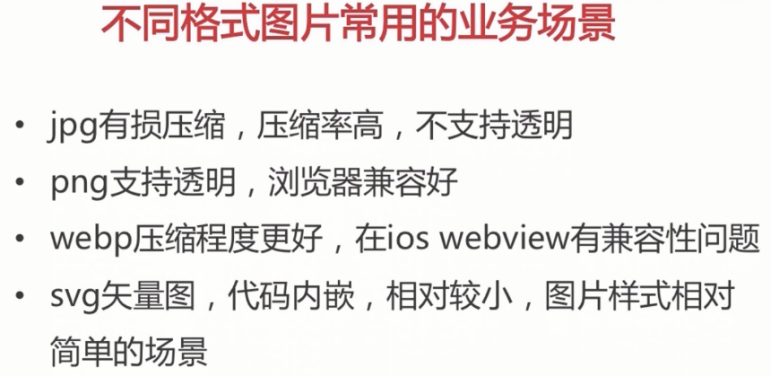 不同格式图片常用的业务场景
• jpg有损压缩，压缩率高，不支持透明
• png支持透明，浏览器兼容好
• webp压缩程度更好，在ios webview有兼容性问题
• svg矢量图，代码内嵌，相对较小，图片样式相对
简单的场景